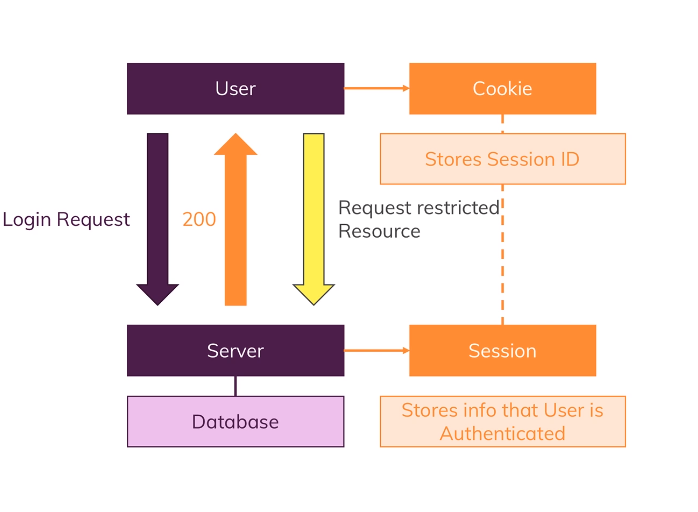 User
Cookie
Stores Session ID
Login Request
200
Request restricted
Resource
Server
Session
Database
Stores info that User is
Authenticated